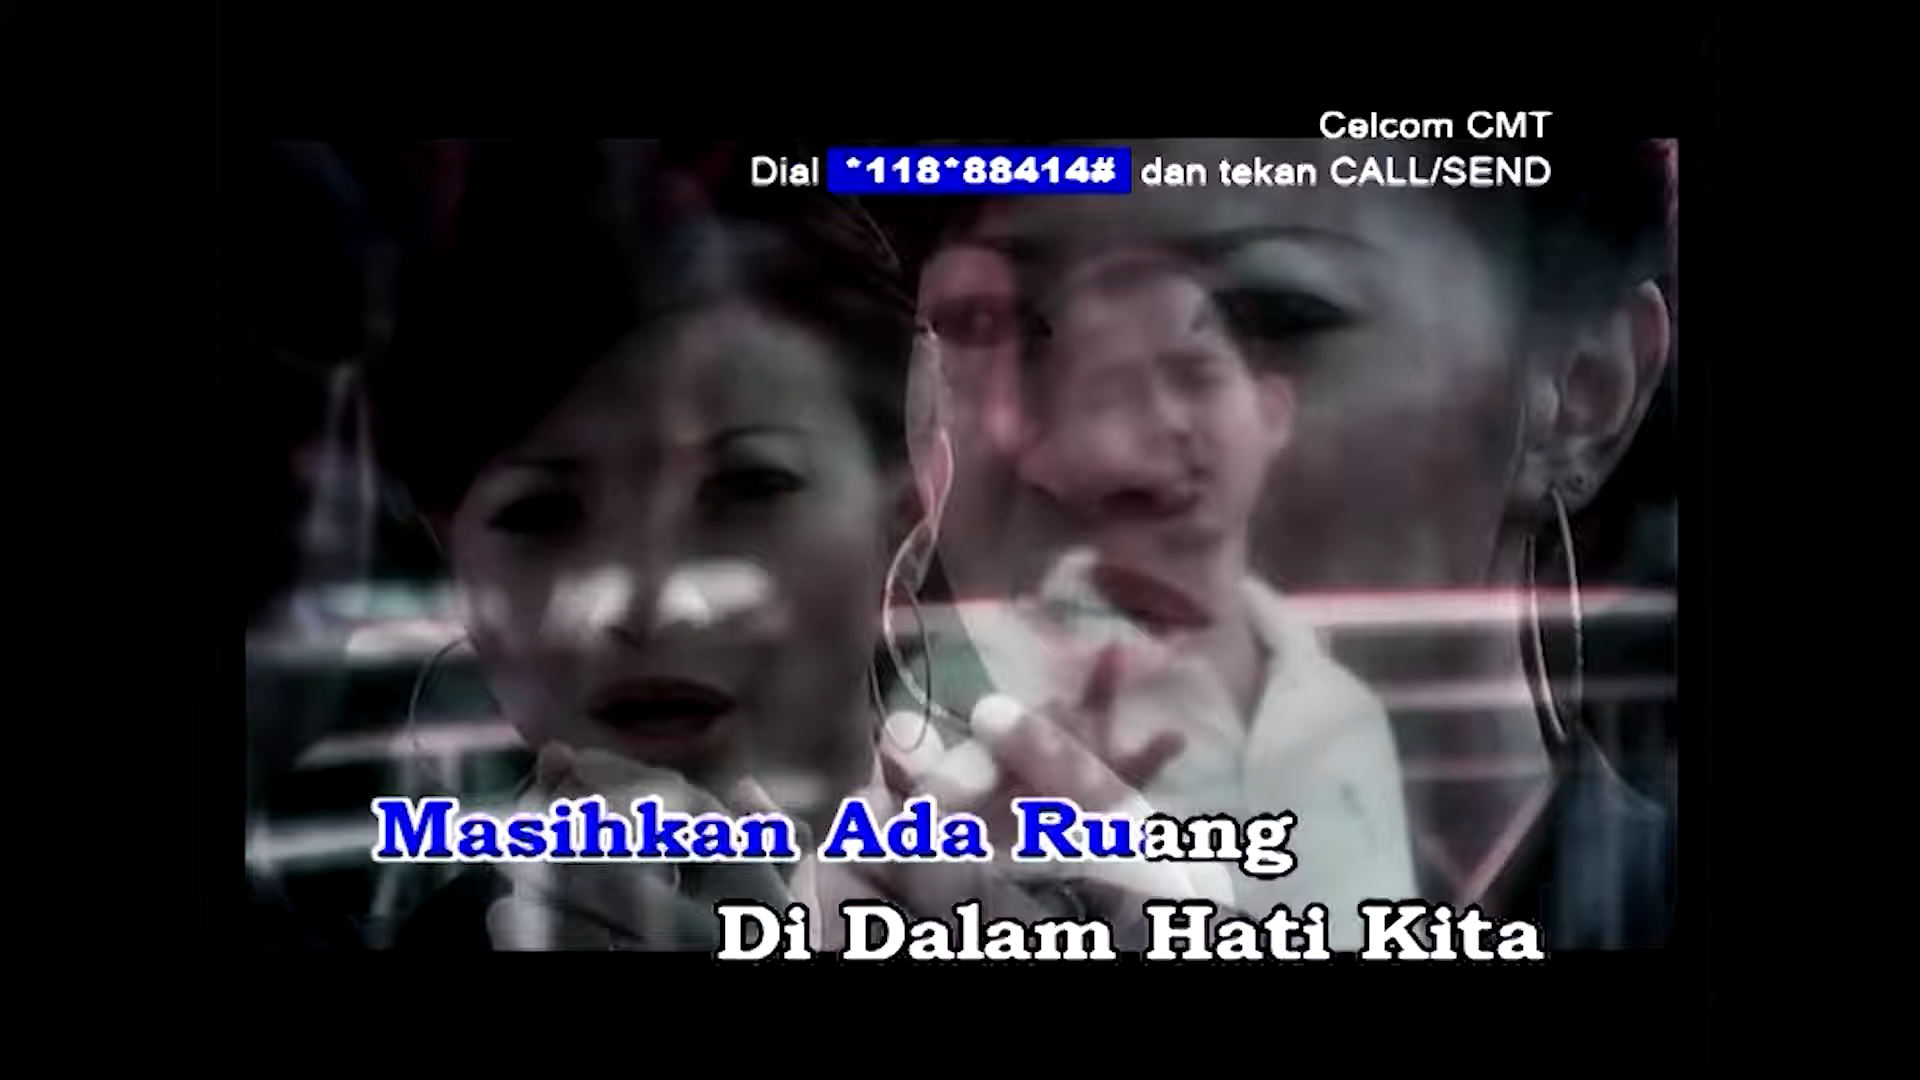 Celcom CMT
Dial *118*88414# dan tekan CALL/SEND
Masihkan Ada Ruang
Di Dalam Hati Kita